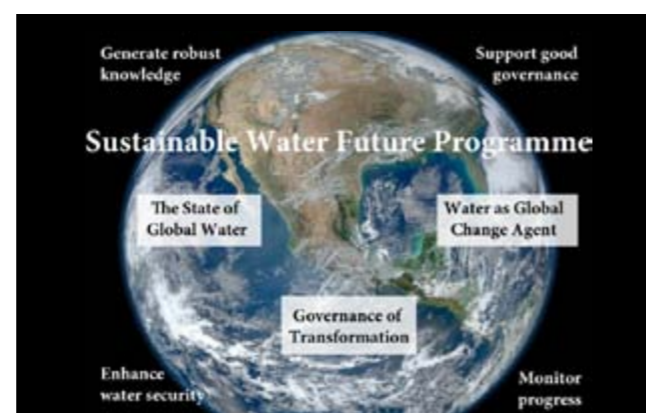 Generate robust
knowledge
Support good
governance
Sustainable Water Future Programme
The State of
Global Water
Water as Global
Change Agent
Governance of
Transformation
Enhance
water security
Monitor
progress